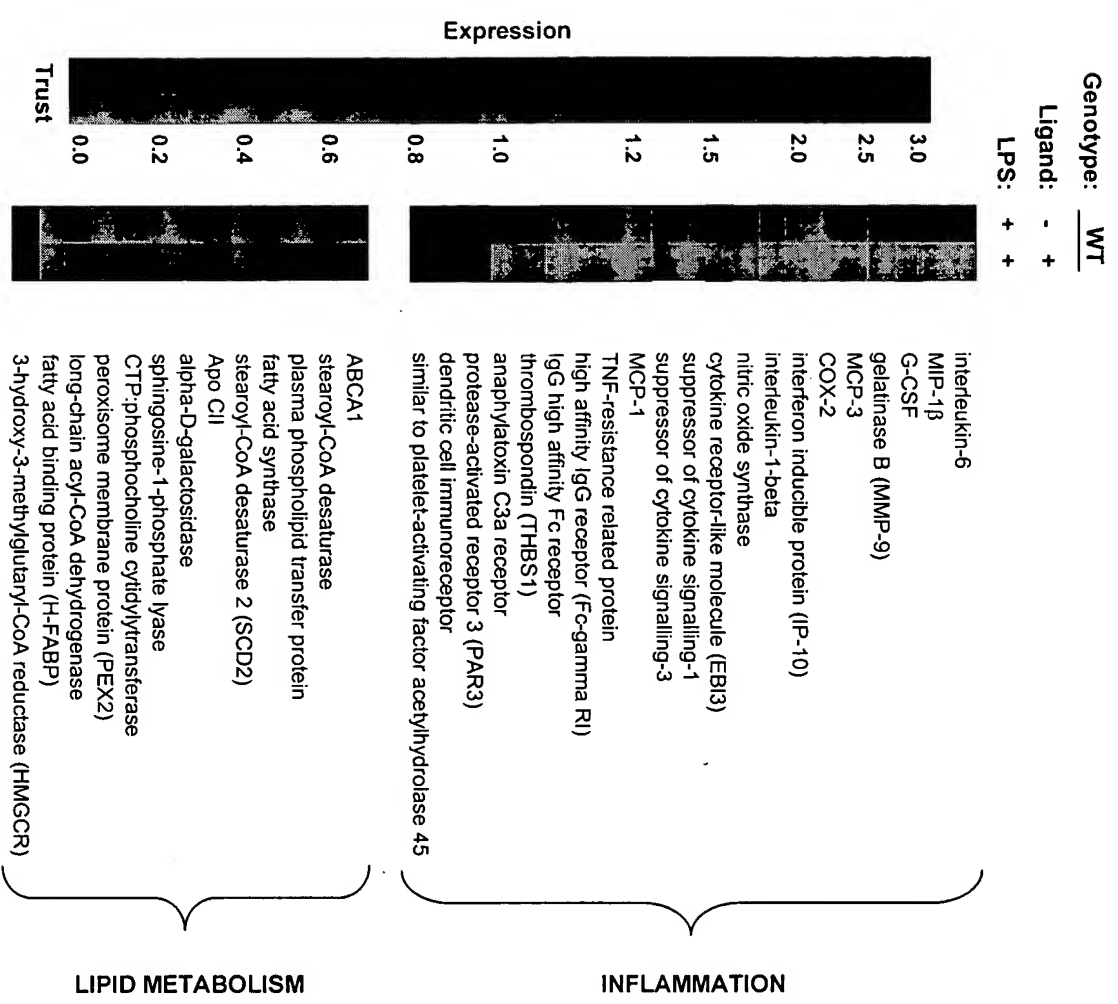 Genotype: WT
Ligand: - +
LPS: + +
Expression
3.0
2.5
2.0
1.5
1.2
1.0
0.8
0.6
0.4
0.2
0.0
Trust
interleukin-6
MIP-1β
G-CSF
gelatinase B (MMP-9)
MCP-3
COX-2
interferon inducible protein (IP-10)
interleukin-1-beta
nitric oxide synthase
cytokine receptor-like molecule (EBI3)
suppressor of cytokine signalling-1
suppressor of cytokine signalling-3
MCP-1
TNF-resistance related protein
high affinity IgG receptor (Fc-gamma RI)
IgG high affinity Fc receptor
thrombospondin (THBS1)
anaphylatoxin C3a receptor
protease-activated receptor 3 (PAR3)
dendritic cell immunoreceptor
similar to platelet-activating factor acetylhydrolase 45
INFLAMMATION
ABCA1
stearoyl-CoA desaturase
plasma phospholipid transfer protein
fatty acid synthase
stearoyl-CoA desaturase 2 (SCD2)
Apo CII
alpha-D-galactosidase
sphingosine-1-phosphate lyase
CTP:phosphocholine cytidylytransferase
peroxisome membrane protein (PEX2)
long-chain acyl-CoA dehydrogenase
fatty acid binding protein (H-FABP)
3-hydroxy-3-methylglutanyl-CoA reductase (HMGCR)
LIPID METABOLISM